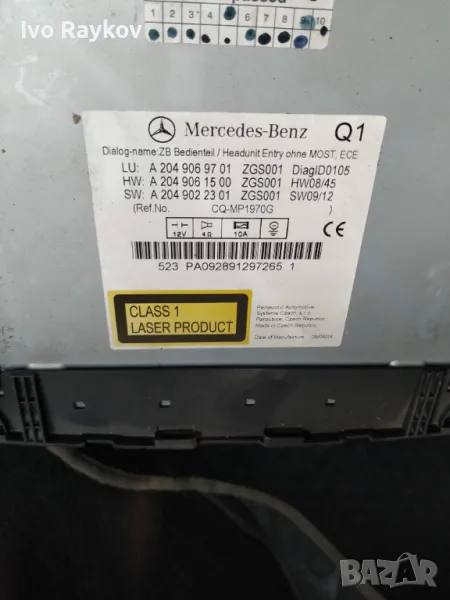 Ivo Raykov
1 2 3 4 5 6 7 8 9 10
Mercedes-Benz Q1
Dialog-name:ZB Bedienteil / Headunit Entry ohne MOST, ECE
LU: A 204 906 97 01 ZGS001 DiagID0105
HW: A 204 906 15 00 ZGS001 HW08/45
SW: A 204 902 23 01 ZGS001 SW09/12
(Ref.No. CQ-MP1970G ) CE
12V 4Ω 10A
523 PA092891297265 1
CLASS 1
LASER PRODUCT
Panasonic Automotive
Systems Czech, s.r.o.
Pardubice, Czech Republic
Made in Czech Republic
Date of Manufacture
BAZAR